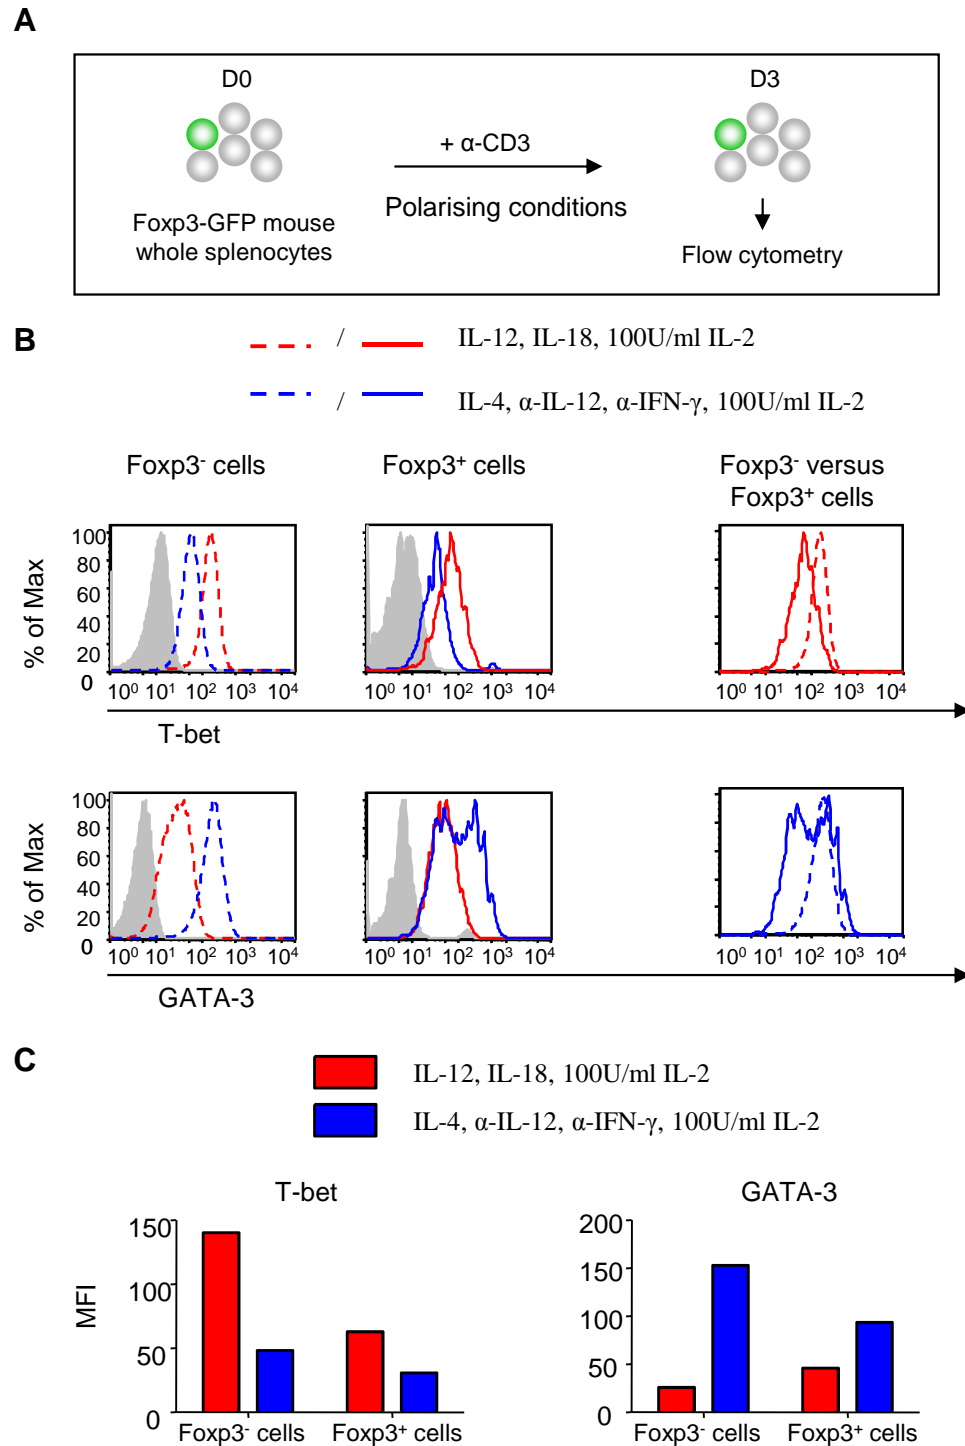 A
D0
D3
+ α-CD3
Polarising conditions
Foxp3-GFP mouse
whole splenocytes
Flow cytometry
B
/ IL-12, IL-18, 100U/ml IL-2
/ IL-4, α-IL-12, α-IFN-γ, 100U/ml IL-2
Foxp3⁻ cells
Foxp3⁺ cells
Foxp3⁻ versus
Foxp3⁺ cells
% of Max
100
80
60
40
20
0
10⁰ 10¹ 10² 10³ 10⁴
10⁰ 10¹ 10² 10³ 10⁴
10⁰ 10¹ 10² 10³ 10⁴
T-bet
% of Max
100
80
60
40
20
0
10⁰ 10¹ 10² 10³ 10⁴
10⁰ 10¹ 10² 10³ 10⁴
10⁰ 10¹ 10² 10³ 10⁴
GATA-3
C
IL-12, IL-18, 100U/ml IL-2
IL-4, α-IL-12, α-IFN-γ, 100U/ml IL-2
T-bet
MFI
150
100
50
0
Foxp3⁻ cells Foxp3⁺ cells
GATA-3
200
150
100
50
0
Foxp3⁻ cells Foxp3⁺ cells